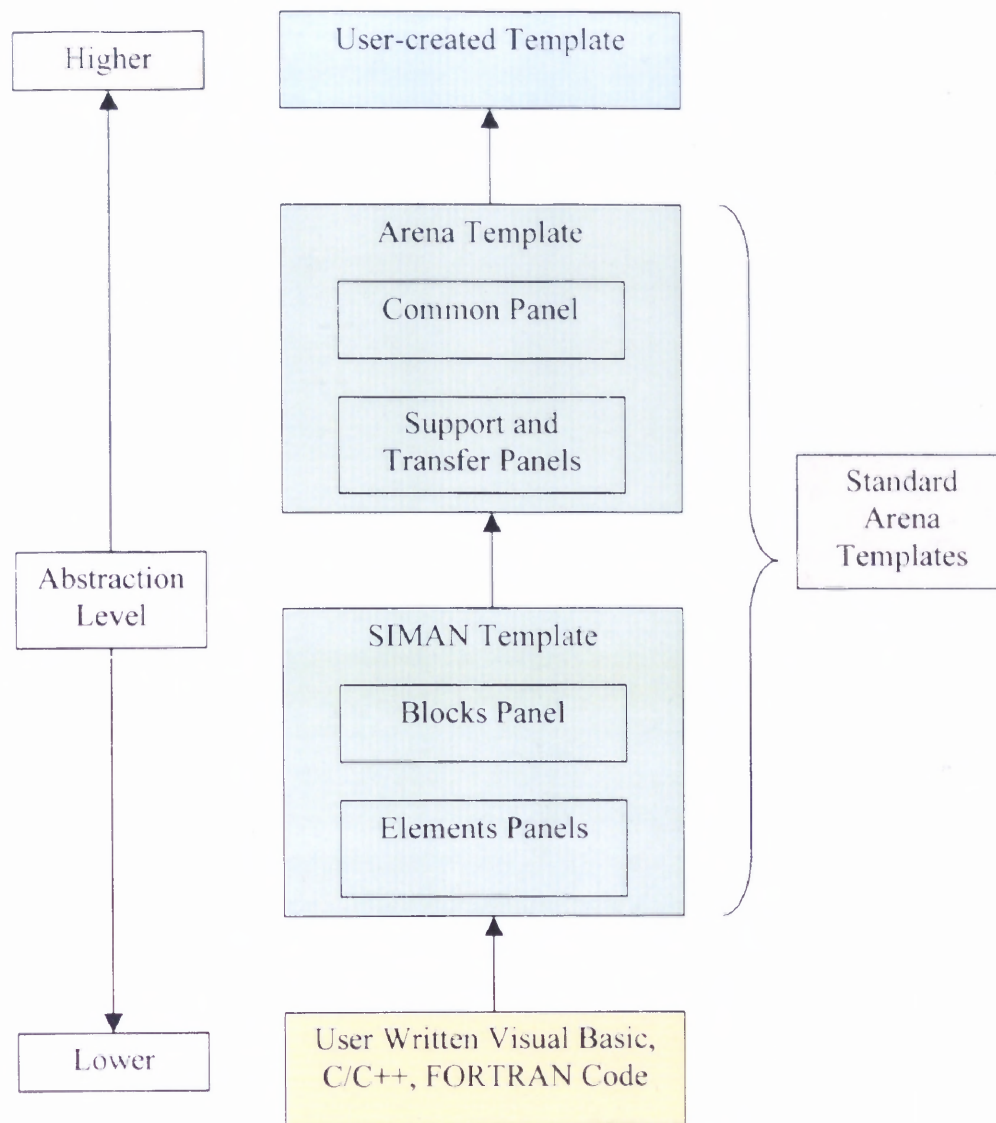 Higher
User-created Template
Arena Template
Common Panel
Support and
Transfer Panels
Standard
Arena
Templates
Abstraction
Level
SIMAN Template
Blocks Panel
Elements Panels
Lower
User Written Visual Basic,
C/C++, FORTRAN Code